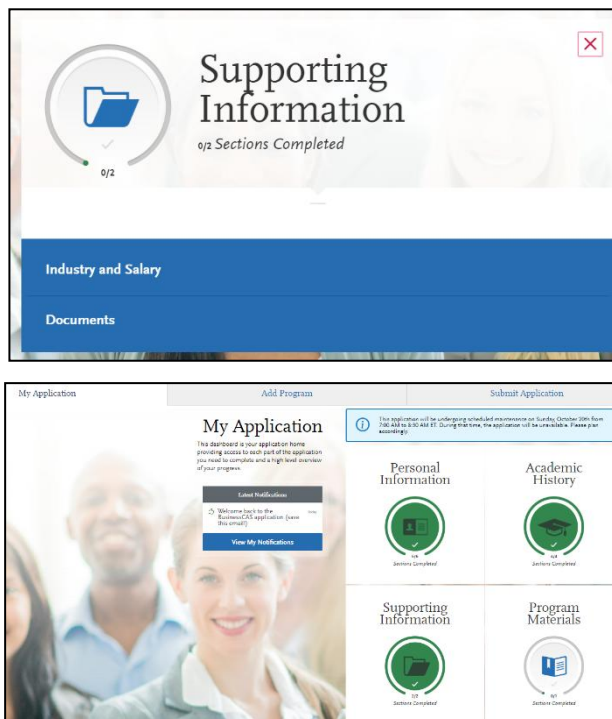 Supporting
Information
0/2 Sections Completed
0/2
Industry and Salary
Documents
My Application
Add Program
Submit Application
My Application
This dashboard is your application home
providing access to each part of the application
you need to complete and a high level overview
of your progress.
This application will be undergoing scheduled maintenance on Sunday, October 20th from
7:00 AM to 8:30 AM ET. During that time, the application will be unavailable. Please plan
accordingly.
Latest Notifications
Welcome back to the
BusinessCAS application (save
this email!)
View My Notifications
Personal
Information
Sections Completed
Academic
History
Sections Completed
Supporting
Information
Sections Completed
Program
Materials
Sections Completed